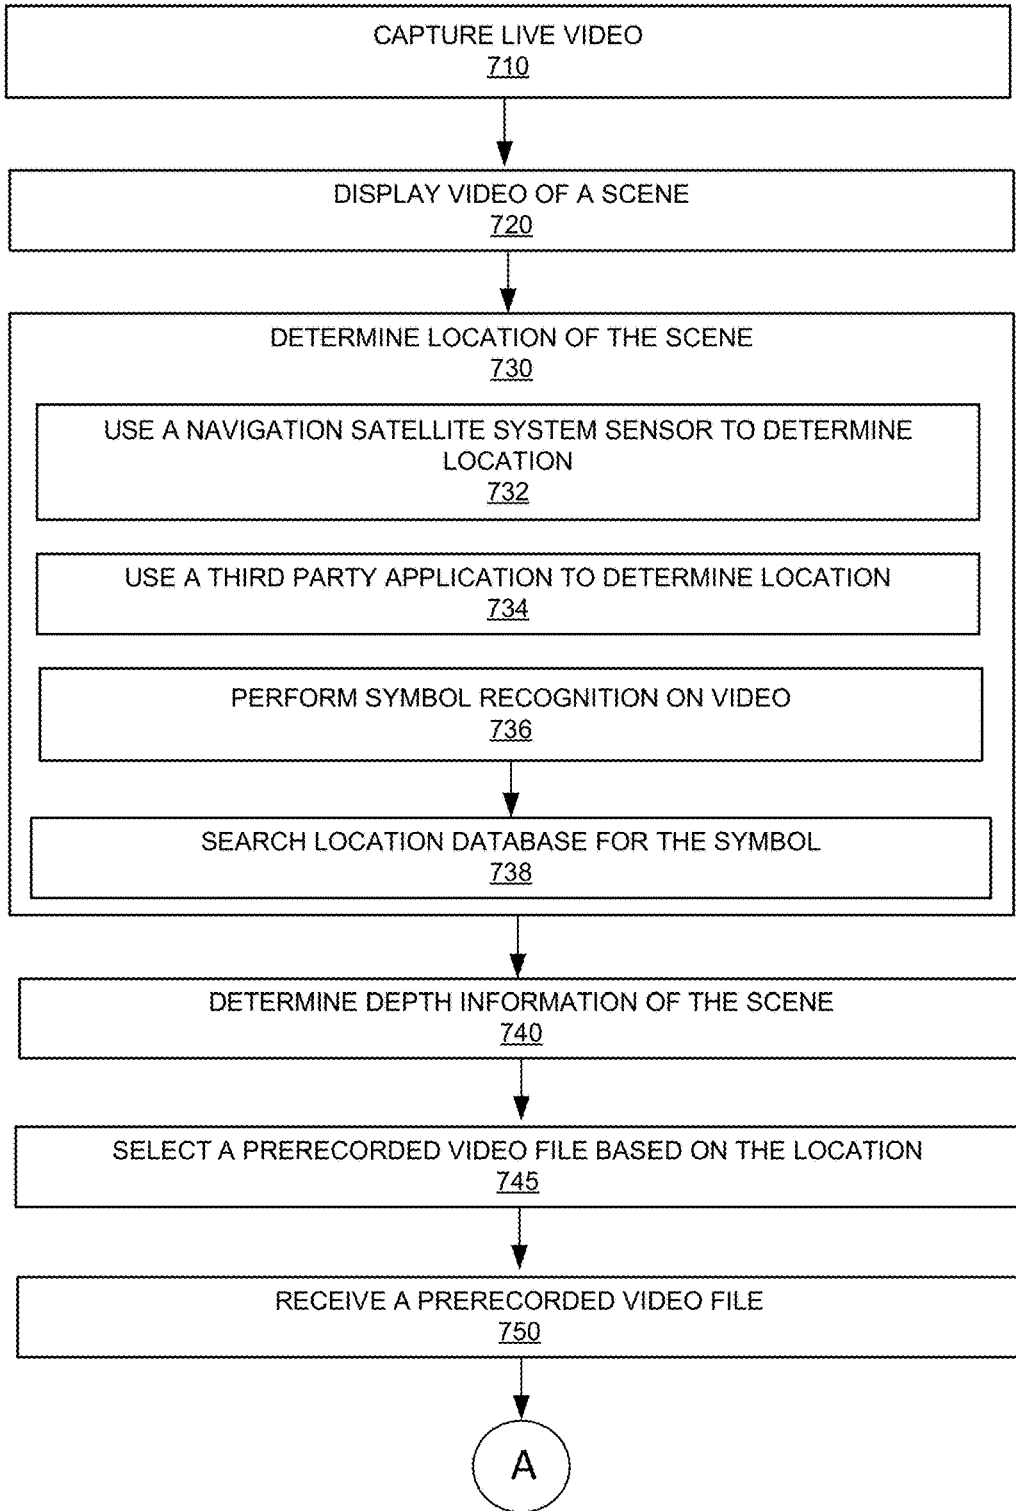 CAPTURE LIVE VIDEO
710
DISPLAY VIDEO OF A SCENE
720
DETERMINE LOCATION OF THE SCENE
730
USE A NAVIGATION SATELLITE SYSTEM SENSOR TO DETERMINE
LOCATION
732
USE A THIRD PARTY APPLICATION TO DETERMINE LOCATION
734
PERFORM SYMBOL RECOGNITION ON VIDEO
736
SEARCH LOCATION DATABASE FOR THE SYMBOL
738
DETERMINE DEPTH INFORMATION OF THE SCENE
740
SELECT A PRERECORDED VIDEO FILE BASED ON THE LOCATION
745
RECEIVE A PRERECORDED VIDEO FILE
750
A